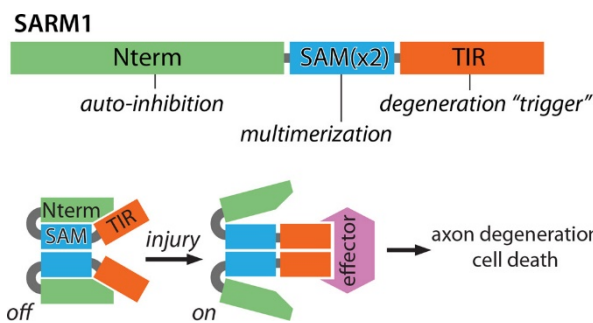 SARM1
Nterm SAM(x2) TIR
auto-inhibition degeneration "trigger"
multimerization
Nterm
TIR
SAM
injury
effector
axon degeneration
cell death
off
on